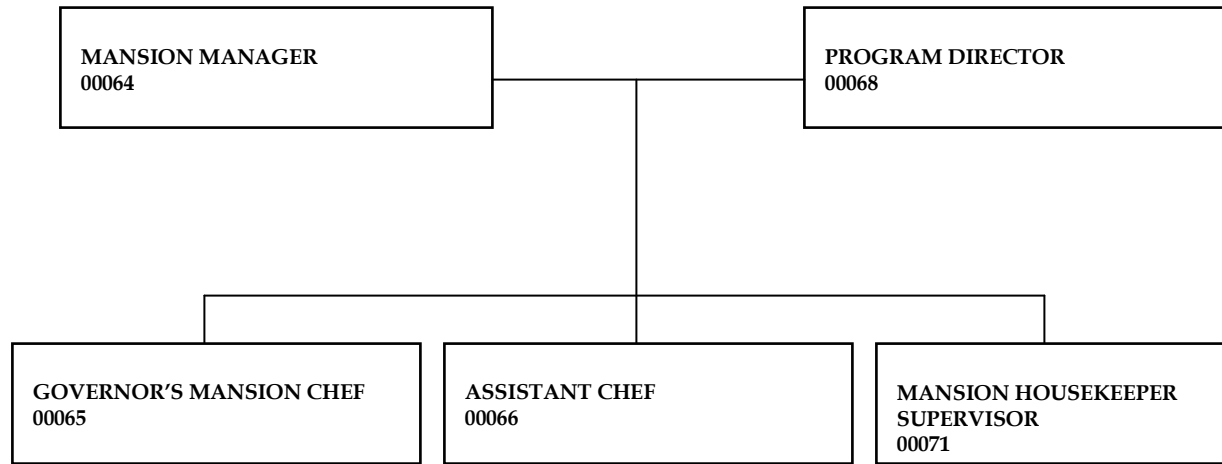 MANSION MANAGER
00064
PROGRAM DIRECTOR
00068
GOVERNOR’S MANSION CHEF
00065
ASSISTANT CHEF
00066
MANSION HOUSEKEEPER
SUPERVISOR
00071